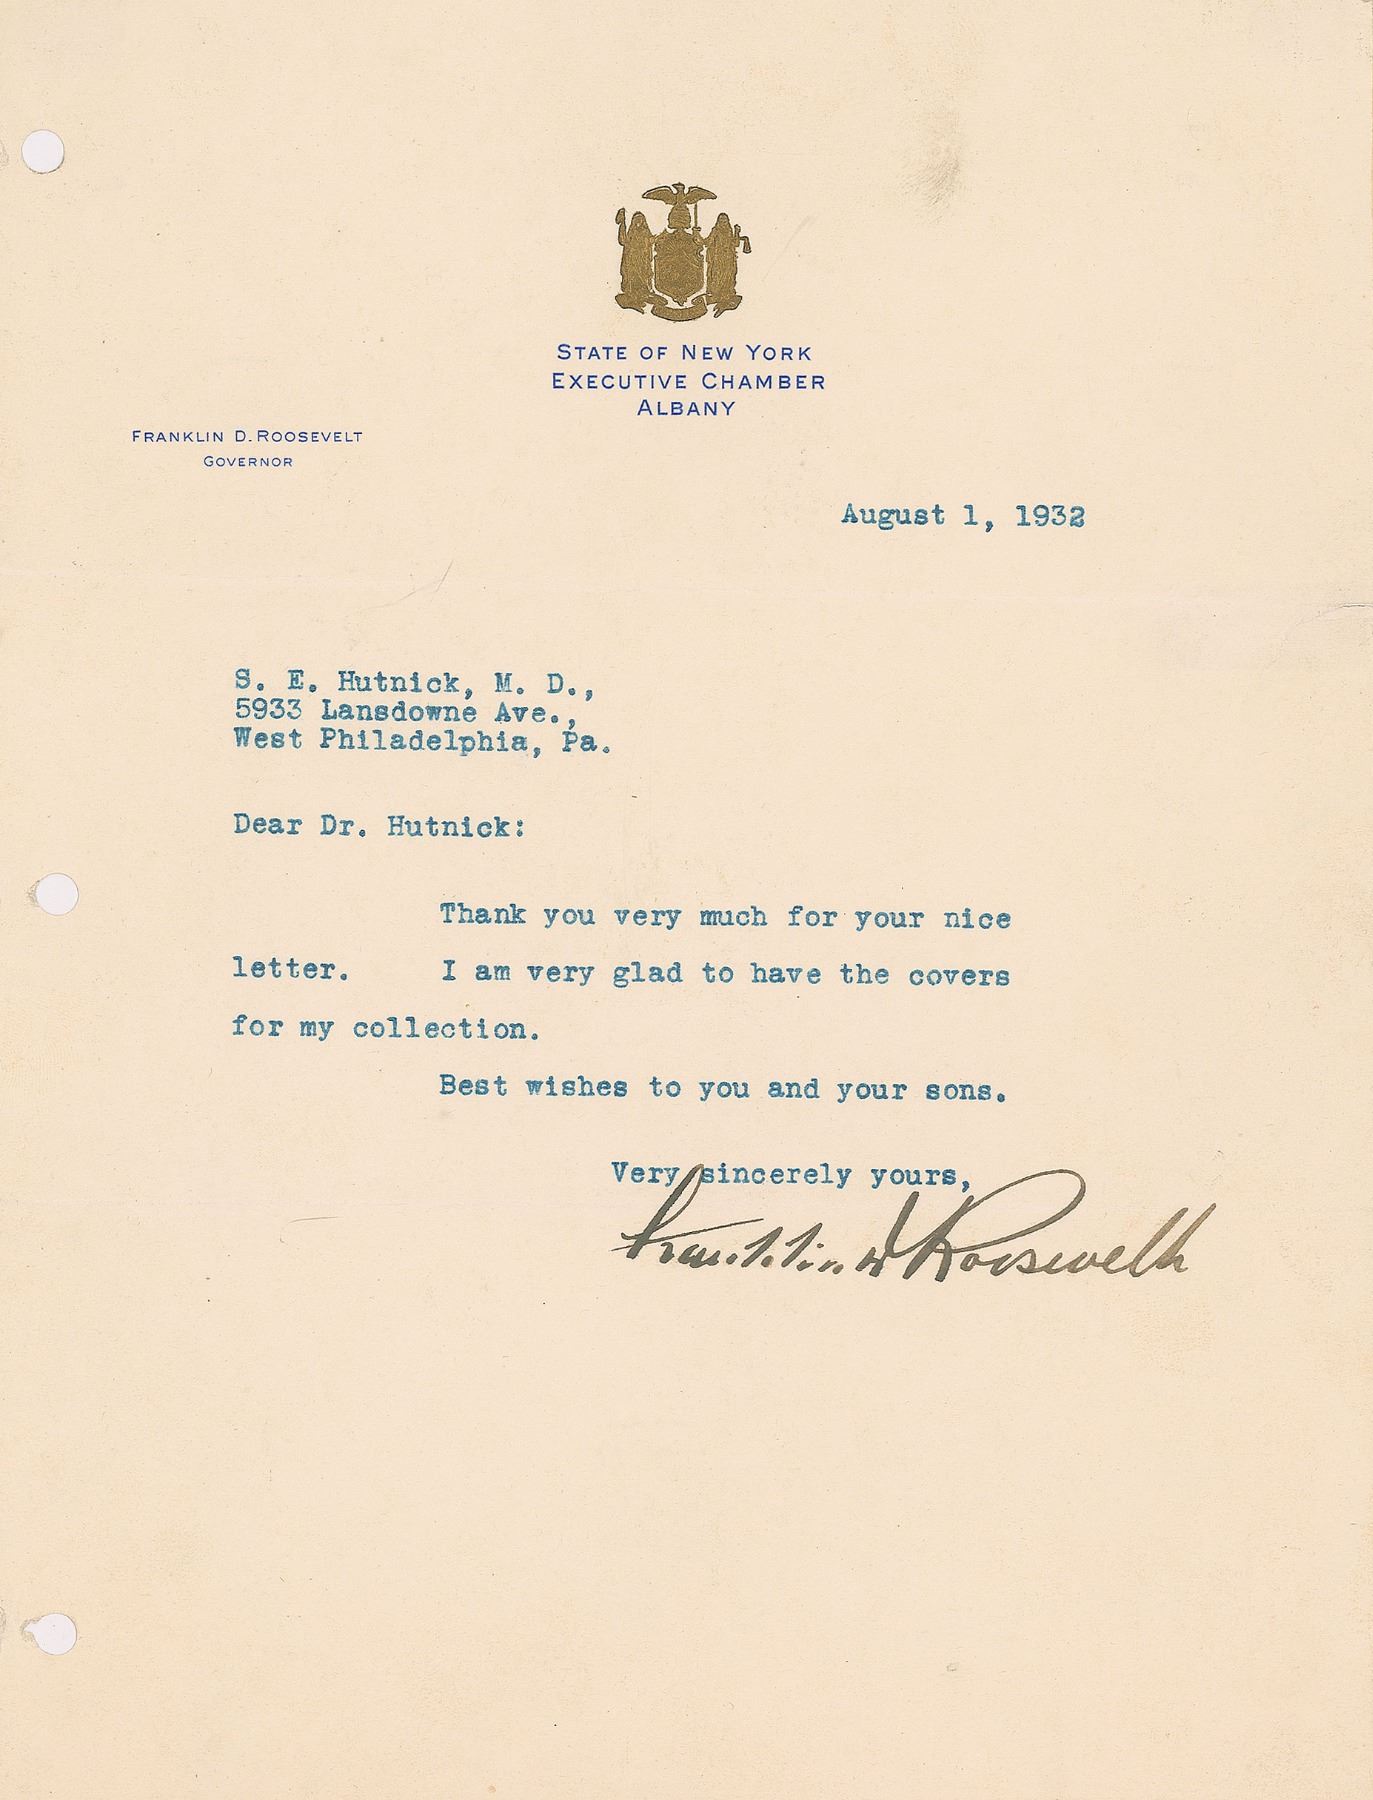 STATE OF NEW YORK
EXECUTIVE CHAMBER
ALBANY
FRANKLIN D. ROOSEVELT
GOVERNOR
August 1, 1932
S. E. Hutnick, M. D.,
5933 Lansdowne Ave.,
West Philadelphia, Pa.
Dear Dr. Hutnick:
Thank you very much for your nice
letter. I am very glad to have the covers
for my collection.
Best wishes to you and your sons.
Very sincerely yours,
Franklin D Roosevelt